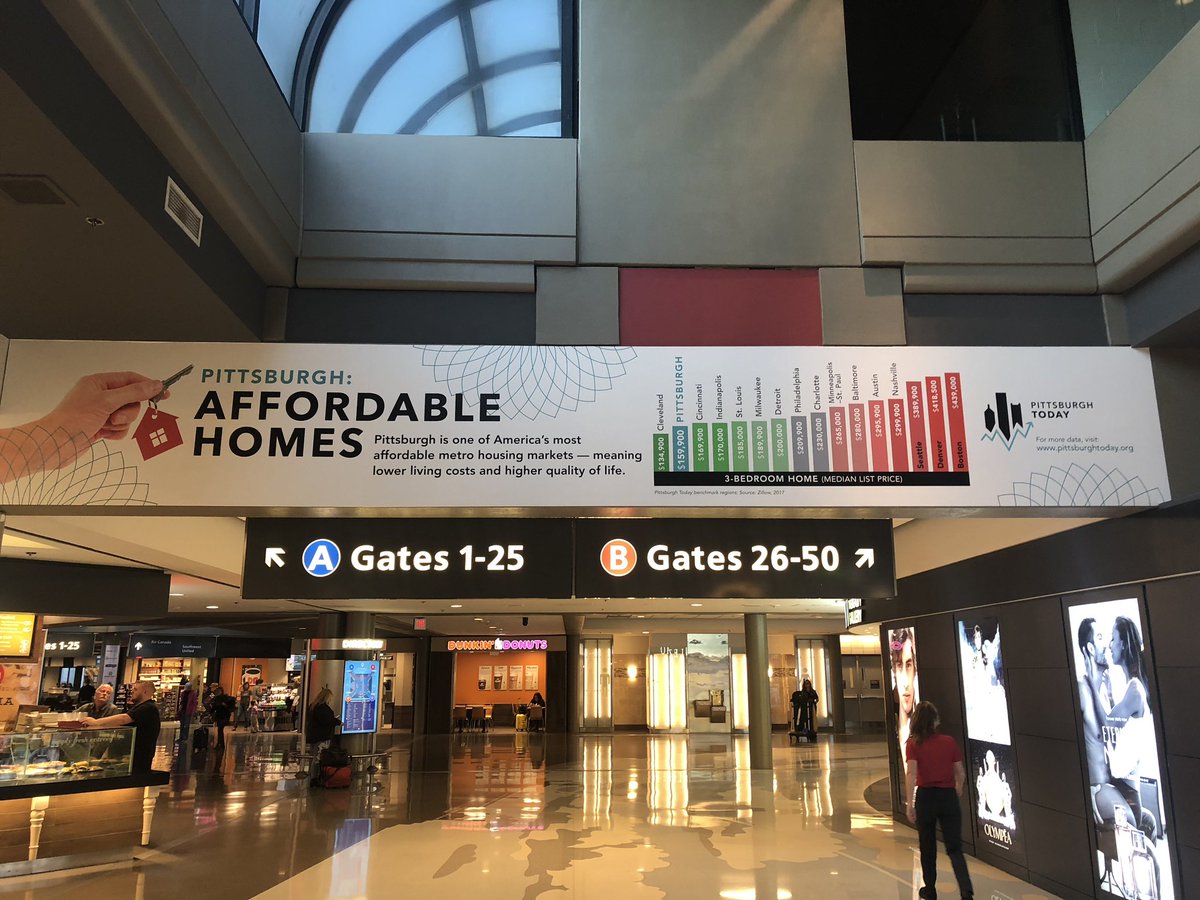 PITTSBURGH:
AFFORDABLE
HOMES
Pittsburgh is one of America's most
affordable metro housing markets — meaning
lower living costs and higher quality of life.
$134,900 Cleveland
$159,900 PITTSBURGH
$169,900 Cincinnati
$170,000 Indianapolis
$185,000 St. Louis
$189,900 Milwaukee
$200,000 Detroit
$209,900 Philadelphia
$230,000 Charlotte
$265,000 Minneapolis
-St. Paul
$280,000 Baltimore
$295,900 Austin
$299,900 Nashville
Seattle $389,900
Denver $418,500
Boston $439,000
3-BEDROOM HOME (MEDIAN LIST PRICE)
Pittsburgh Today benchmark regions; Source: Zillow, 2017
PITTSBURGH
TODAY
For more data, visit:
www.pittsburghtoday.org
A Gates 1-25
B Gates 26-50
1-25
Air Canada
Southwest
United
DUNKIN' DONUTS
OLYMPÉA